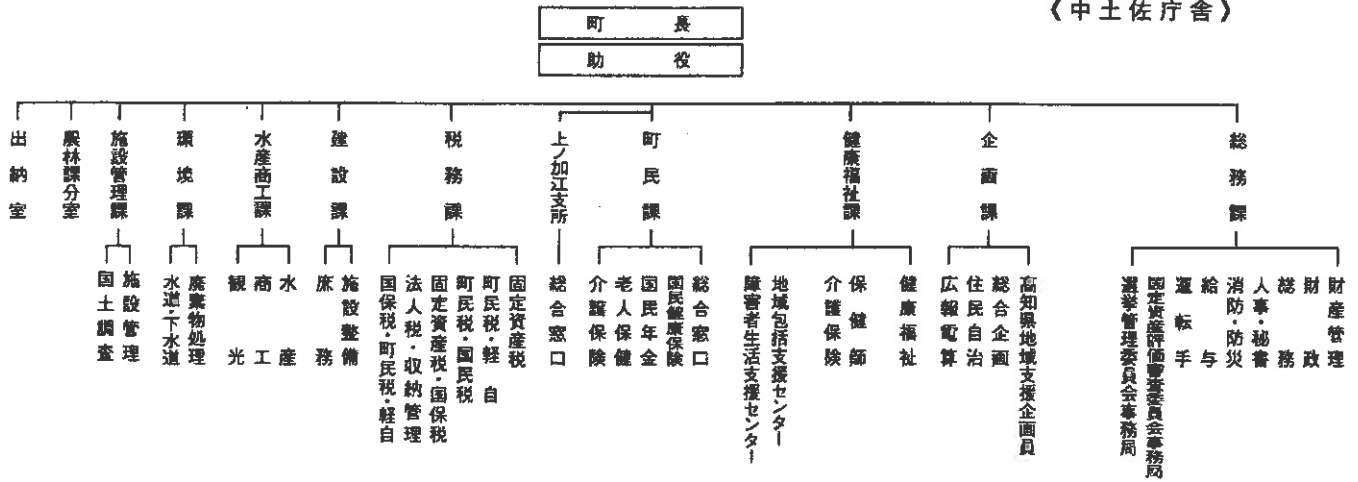 《中土佐庁舎》
町長
助役
総務課
企画課
健康福祉課
町民課
上ノ加江支所
税務課
建設課
水産商工課
環境課
施設管理課
農林課分室
出納室
財産管理
財政
総務
人事・秘書
消防・防災
給与
運転手
固定資産評価審査委員会事務局
選挙管理委員会事務局
高知県地域支援企画員
総合企画
住民自治
広報電算
健康福祉
保健師
介護保険
地域包括支援センター
障害者生活支援センター
総合窓口
国民健康保険
国民年金
老人保健
介護保険
総合窓口
固定資産税
町民税・軽自
町民税・国民税
固定資産税・国保税
法人税・収納管理
国保税・町民税・軽自
施設整備
庶務
水産
商工
観光
廃棄物処理
水道・下水道
施設管理
国土調査